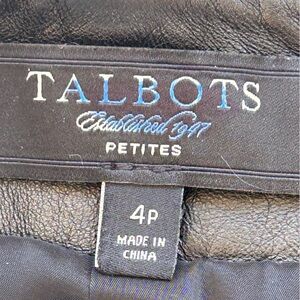 TALBOTS
Established 1947
PETITES
4P
MADE IN
CHINA